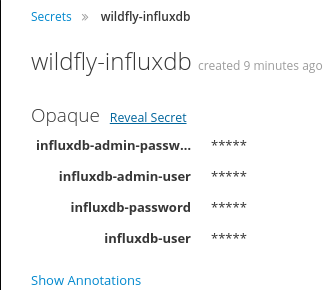 Secrets » wildfly-influxdb
wildfly-influxdb created 9 minutes ago
Opaque Reveal Secret
influxdb-admin-passw... *****
influxdb-admin-user *****
influxdb-password *****
influxdb-user *****
Show Annotations